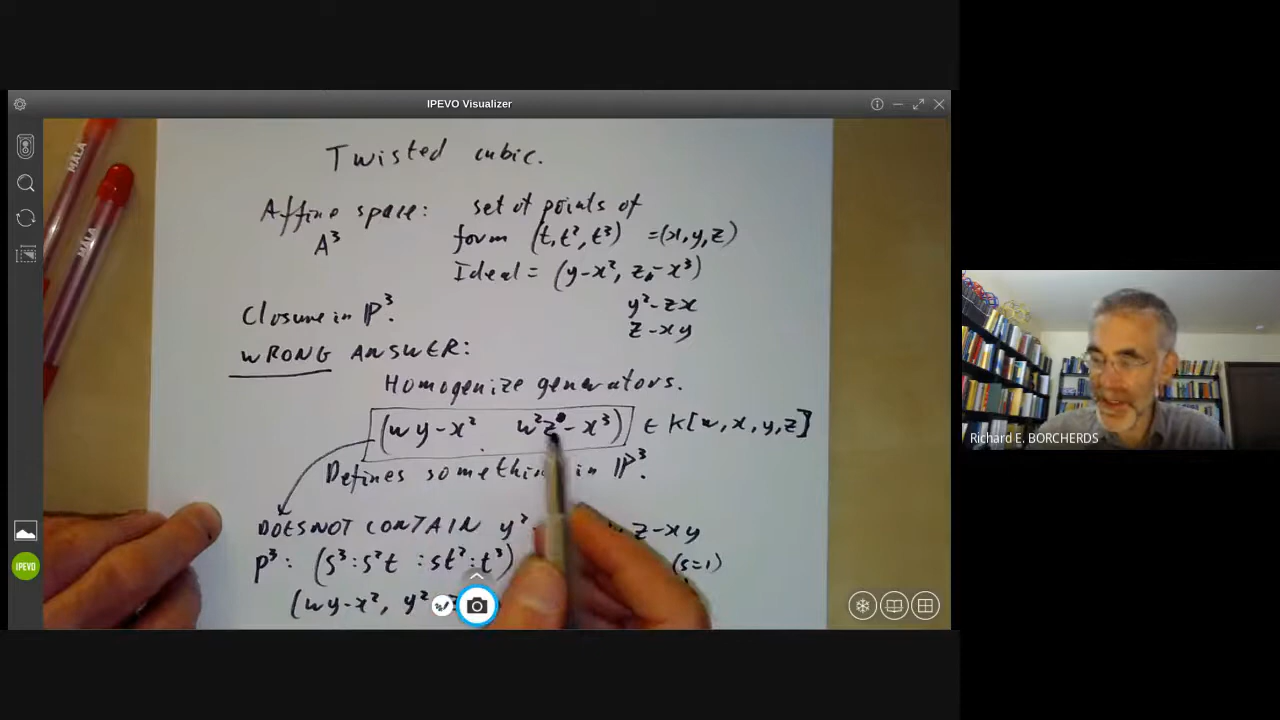 IPEVO Visualizer
Twisted cubic.
Affine space: set of points of
A³ form (t, t², t³) =(x,y,z)
Ideal = (y-x², z-x³)
y²-zx
Closure in P³. z-xy
WRONG ANSWER:
Homogenize generators.
(wy-x² w²z-x³) ∈ K[w,x,y,z]
Defines in P³.
DOES NOT CONTAIN y² z-xy
P³: (s³:s²t :st²:t³) (s=1)
(wy-x², y²
MALA
MALA
Richard E. BORCHERDS